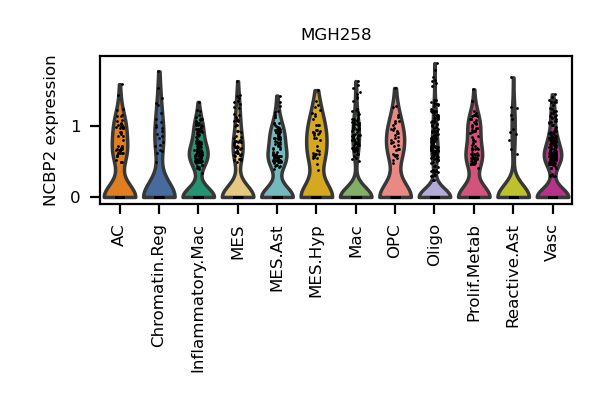 MGH258
NCBP2 expression
1
0
AC
Chromatin.Reg
Inflammatory.Mac
MES
MES.Ast
MES.Hyp
Mac
OPC
Oligo
Prolif.Metab
Reactive.Ast
Vasc